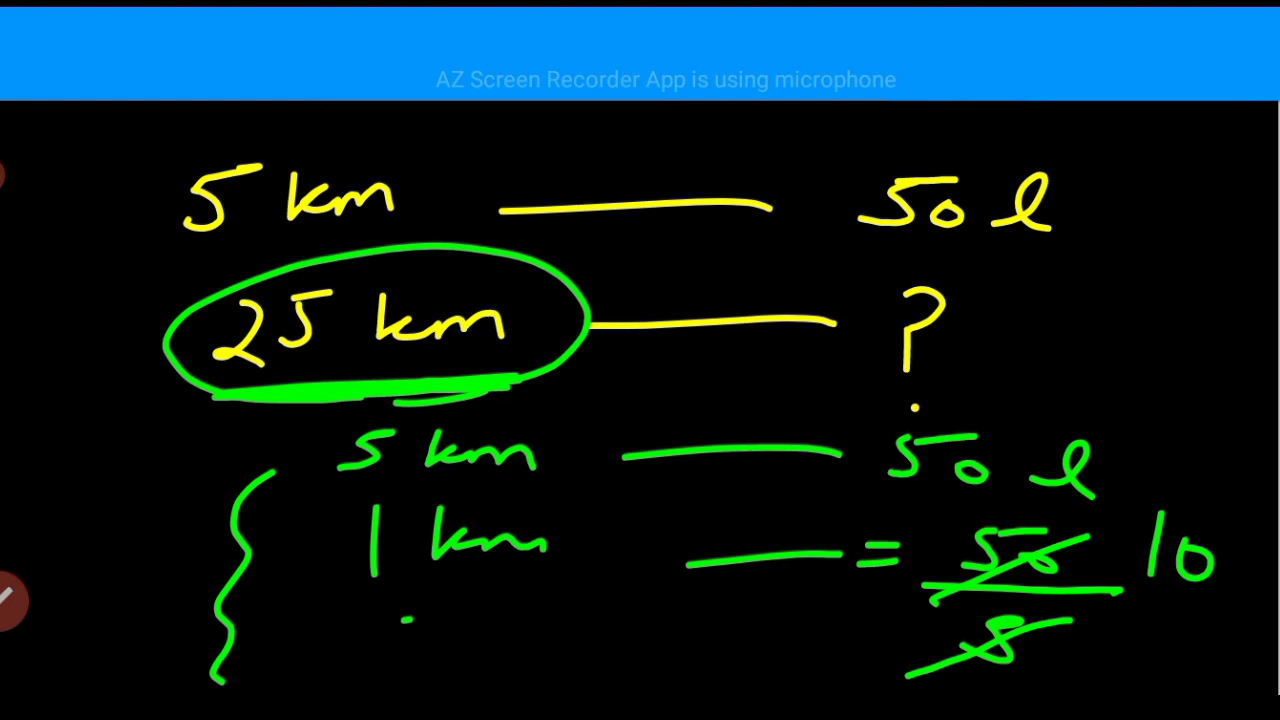 AZ Screen Recorder App is using microphone
5 km — 50 l
25 km — ?
5 km — 50 l
1 km — = 50/5 10